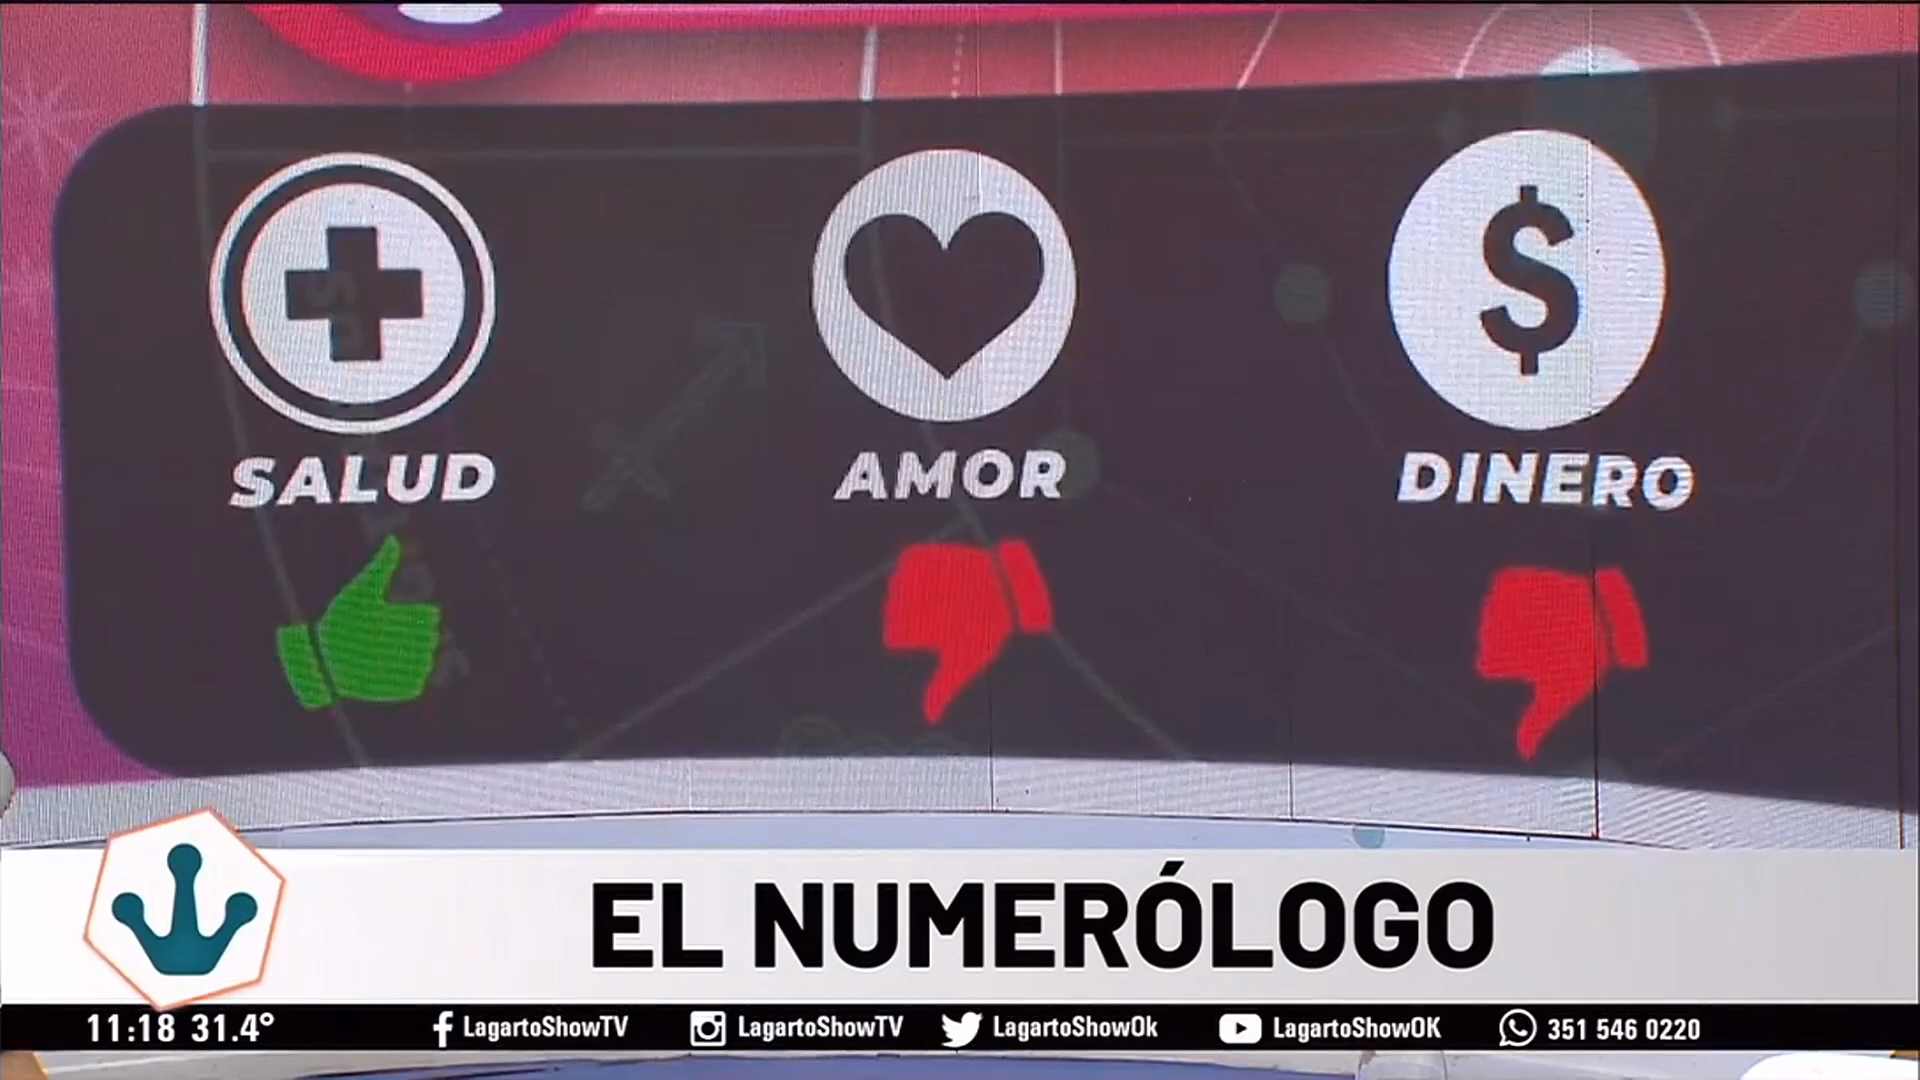 SALUD
AMOR
DINERO
EL NUMERÓLOGO
11:18 31.4° LagartoShowTV LagartoShowTV LagartoShowOk LagartoShowOK 351 546 0220